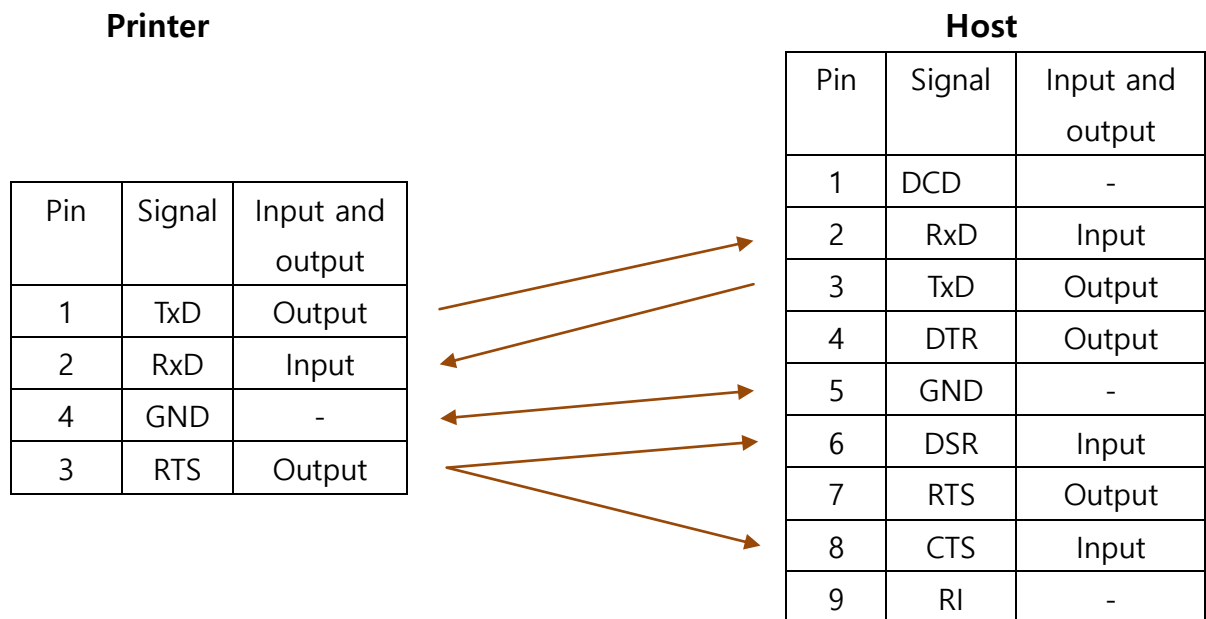 Printer
Pin Signal Input and
output
1 TxD Output
2 RxD Input
4 GND -
3 RTS Output
Host
Pin Signal Input and
output
1 DCD -
2 RxD Input
3 TxD Output
4 DTR Output
5 GND -
6 DSR Input
7 RTS Output
8 CTS Input
9 RI -